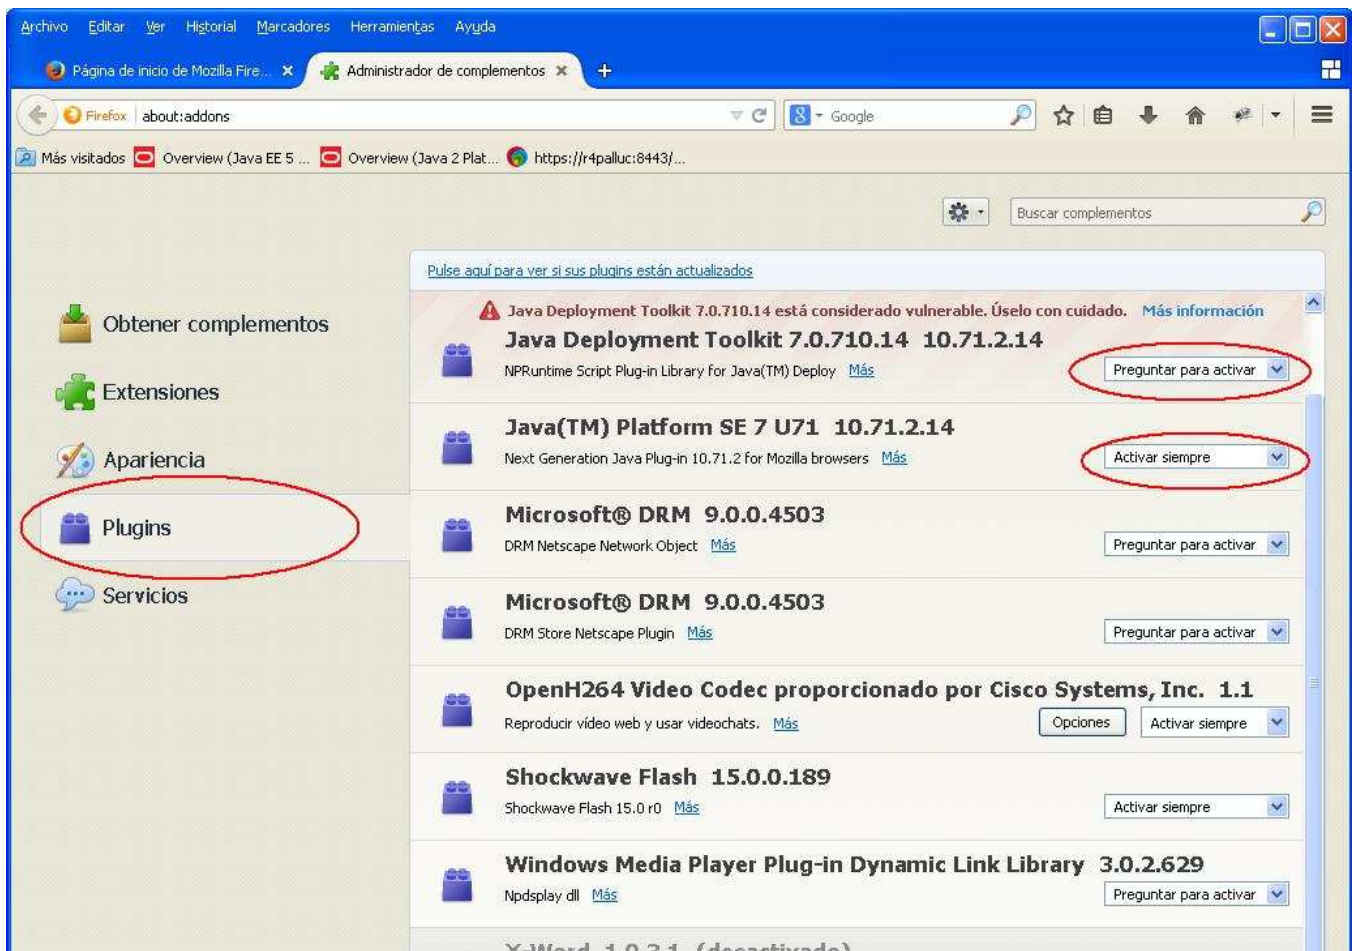 Archivo Editar Ver Historial Marcadores Herramientas Ayuda
Página de inicio de Mozilla Fire... Administrador de complementos
Firefox about:addons Google
Más visitados Overview (Java EE 5 ... Overview (Java 2 Plat... https://r4palluc:8443/...
Buscar complementos
Pulse aquí para ver si sus plugins están actualizados
Obtener complementos
Extensiones
Apariencia
Plugins
Servicios
Java Deployment Toolkit 7.0.710.14 está considerado vulnerable. Úselo con cuidado. Más información
Java Deployment Toolkit 7.0.710.14 10.71.2.14
NPRuntime Script Plug-in Library for Java(TM) Deploy Más
Preguntar para activar
Java(TM) Platform SE 7 U71 10.71.2.14
Next Generation Java Plug-in 10.71.2 for Mozilla browsers Más
Activar siempre
Microsoft® DRM 9.0.0.4503
DRM Netscape Network Object Más
Preguntar para activar
Microsoft® DRM 9.0.0.4503
DRM Store Netscape Plugin Más
Preguntar para activar
OpenH264 Video Codec proporcionado por Cisco Systems, Inc. 1.1
Reproducir vídeo web y usar videochats. Más
Opciones Activar siempre
Shockwave Flash 15.0.0.189
Shockwave Flash 15.0 r0 Más
Activar siempre
Windows Media Player Plug-in Dynamic Link Library 3.0.2.629
Npdsplay dll Más
Preguntar para activar
X-Word 1.0.3.1 (desactivado)